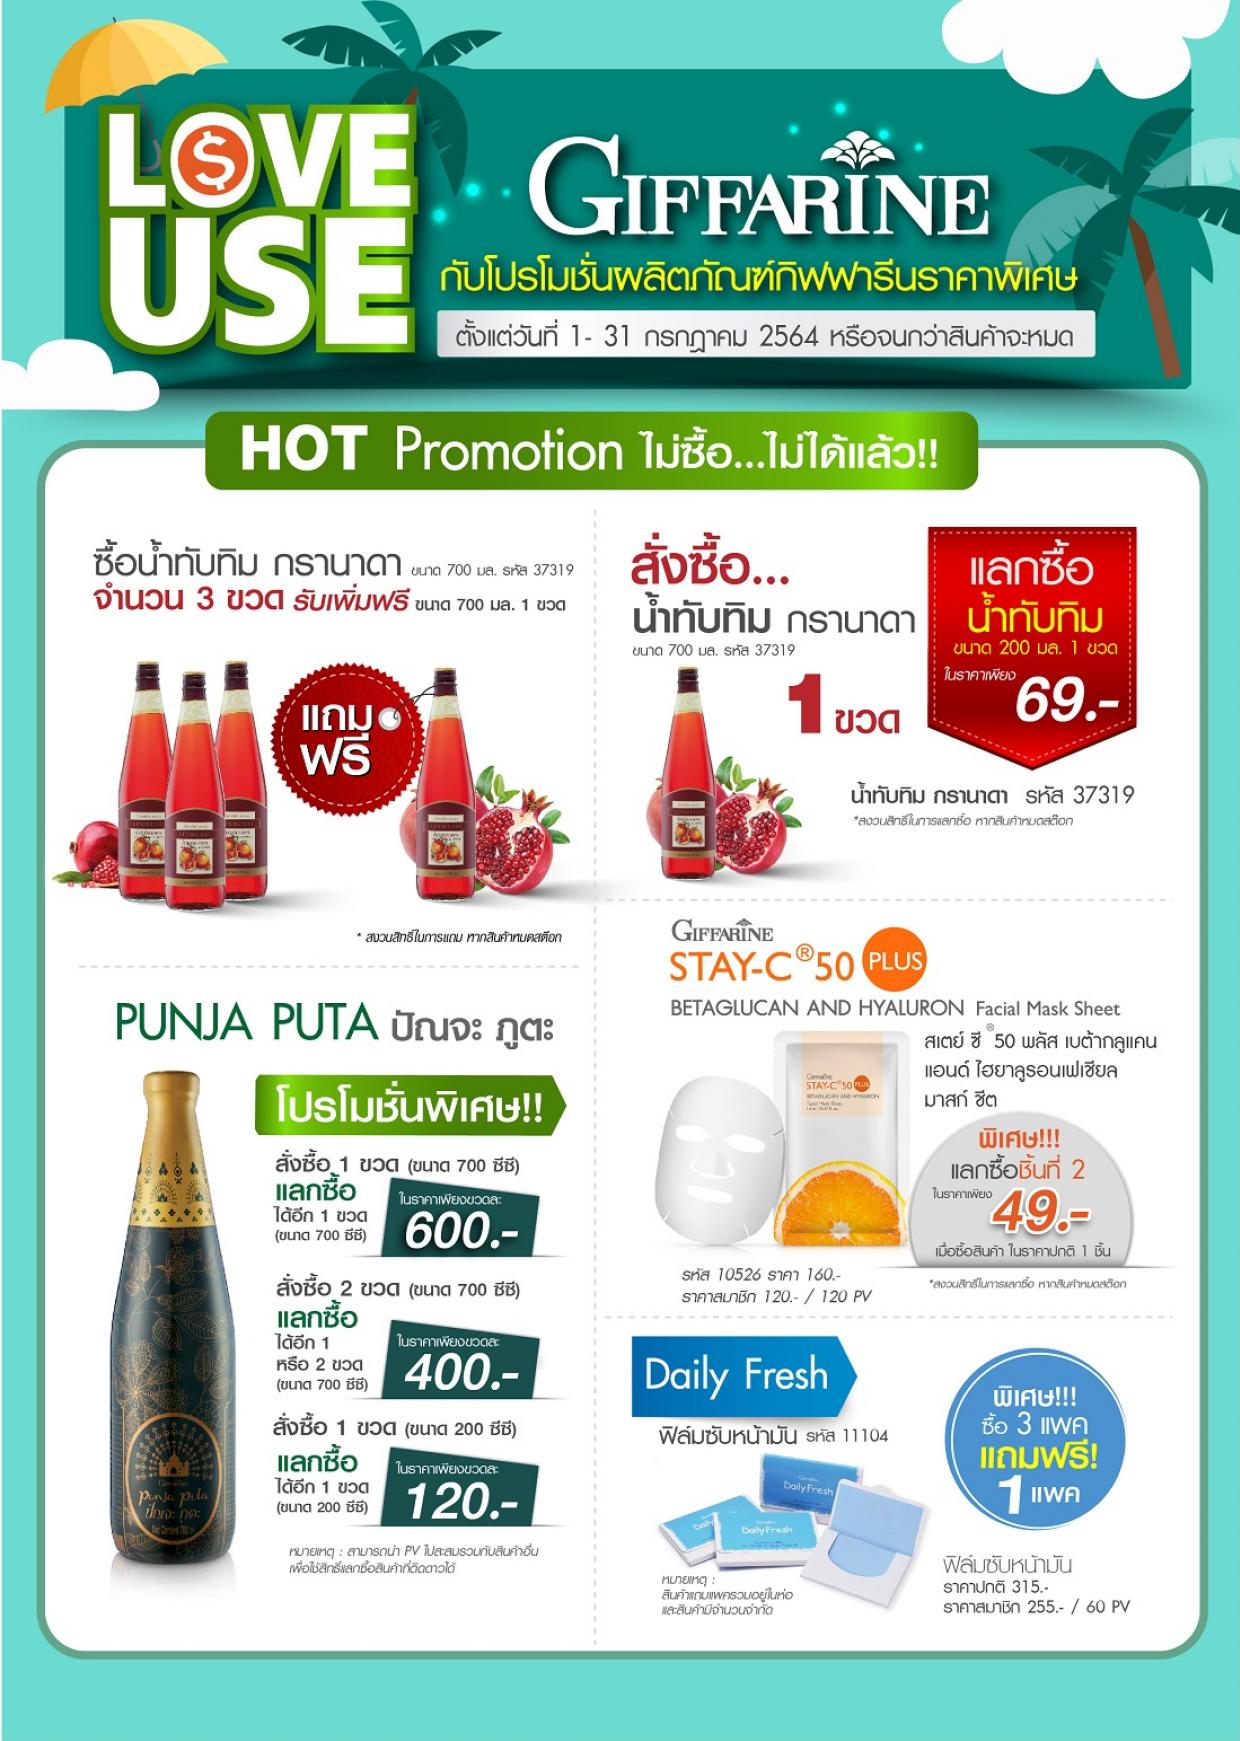 LOVE
USE
GIFFARINE
กับโปรโมชั่นผลิตภัณฑ์กิฟฟารีนราคาพิเศษ
ตั้งแต่วันที่ 1- 31 กรกฎาคม 2564 หรือจนกว่าสินค้าจะหมด
HOT Promotion ไม่ซื้อ...ไม่ได้แล้ว!!
ซื้อน้ำทับทิม กรานาดา ขนาด 700 มล. รหัส 37319
จำนวน 3 ขวด รับเพิ่มฟรี ขนาด 700 มล. 1 ขวด
แถม
ฟรี
* สงวนสิทธิ์ในการแถม หากสินค้าหมดสต๊อก
สั่งซื้อ...
น้ำทับทิม กรานาดา
ขนาด 700 มล. รหัส 37319
1 ขวด
แลกซื้อ
น้ำทับทิม
ขนาด 200 มล. 1 ขวด
ในราคาเพียง
69.-
น้ำทับทิม กรานาดา รหัส 37319
*สงวนสิทธิ์ในการแลกซื้อ หากสินค้าหมดสต๊อก
PUNJA PUTA ปัณจะ ภูตะ
โปรโมชั่นพิเศษ!!
สั่งซื้อ 1 ขวด (ขนาด 700 ซีซี)
แลกซื้อ
ได้อีก 1 ขวด
(ขนาด 700 ซีซี)
ในราคาเพียงขวดละ
600.-
สั่งซื้อ 2 ขวด (ขนาด 700 ซีซี)
แลกซื้อ
ได้อีก 1
หรือ 2 ขวด
(ขนาด 700 ซีซี)
ในราคาเพียงขวดละ
400.-
สั่งซื้อ 1 ขวด (ขนาด 200 ซีซี)
แลกซื้อ
ได้อีก 1 ขวด
(ขนาด 200 ซีซี)
ในราคาเพียงขวดละ
120.-
หมายเหตุ : สามารถนำ PV ไปสะสมรวมกับสินค้าอื่น
เพื่อใช้สิทธิ์แลกซื้อสินค้าที่ติดดาวได้
Punja Puta
ปัญจะ ภูตะ
Net Content 700 ml
GIFFARINE
STAY-C®50 PLUS
BETAGLUCAN AND HYALURON Facial Mask Sheet
สเตย์ ซี ®50 พลัส เบต้ากลูแคน
แอนด์ ไฮยาลูรอนเฟเชียล
มาสก์ ชีต
GIFFARINE
STAY-C®50 PLUS
BETAGLUCAN AND HYALURON
Facial Mask Sheet
พิเศษ!!!
แลกซื้อชิ้นที่ 2
ในราคาเพียง
49.-
เมื่อซื้อสินค้า ในราคาปกติ 1 ชิ้น
รหัส 10526 ราคา 160.-
ราคาสมาชิก 120.- / 120 PV
*สงวนสิทธิ์ในการแลกซื้อ หากสินค้าหมดสต๊อก
Daily Fresh
ฟิล์มซับหน้ามัน รหัส 11104
Daily Fresh
Daily Fresh
Daily Fresh
หมายเหตุ :
สินค้าแถมแพครวมอยู่ในห่อ
และสินค้ามีจำนวนจำกัด
พิเศษ!!!
ซื้อ 3 แพค
แถมฟรี!
1 แพค
ฟิล์มซับหน้ามัน
ราคาปกติ 315.-
ราคาสมาชิก 255.- / 60 PV